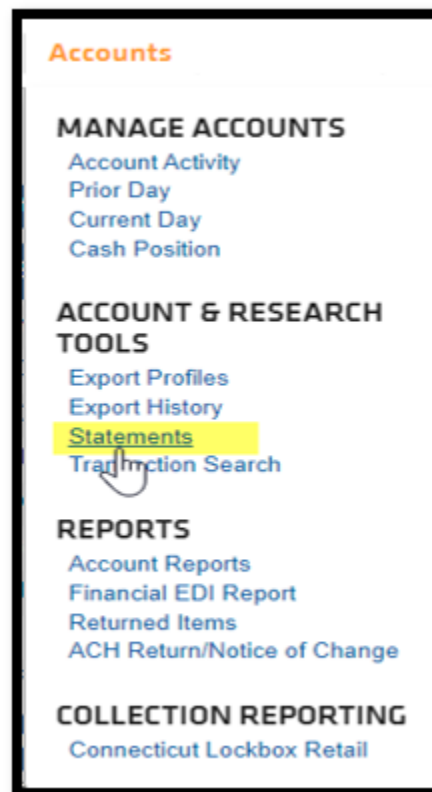 Accounts
MANAGE ACCOUNTS
Account Activity
Prior Day
Current Day
Cash Position
ACCOUNT & RESEARCH
TOOLS
Export Profiles
Export History
Statements
Transaction Search
REPORTS
Account Reports
Financial EDI Report
Returned Items
ACH Return/Notice of Change
COLLECTION REPORTING
Connecticut Lockbox Retail